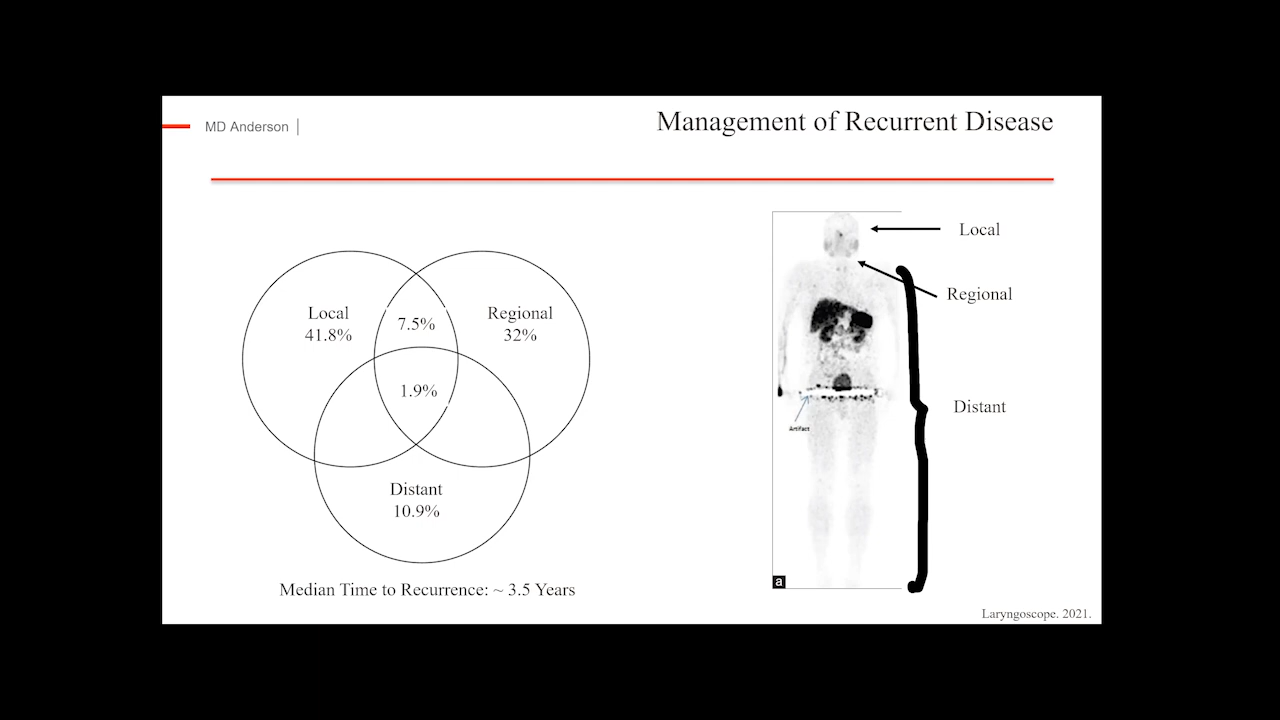 MD Anderson
Management of Recurrent Disease
Local
41.8%
7.5%
Regional
32%
1.9%
Distant
10.9%
Median Time to Recurrence: ~ 3.5 Years
Local
Regional
Distant
Artifact
a
Laryngoscope. 2021.